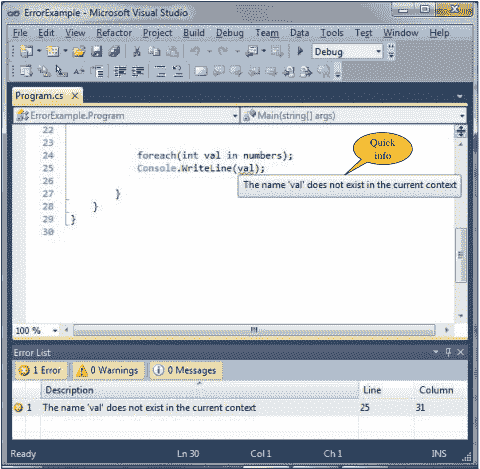 ErrorExample - Microsoft Visual Studio
File Edit View Refactor Project Build Debug Team Data Tools Test Window Help
Debug
Program.cs
ErrorExample.Program
Main(string[] args)
22
23
24 foreach(int val in numbers);
25 Console.WriteLine(val);
26
27 }
28 }
29 }
30
Quick
info
The name 'val' does not exist in the current context
100 %
Error List
1 Error 0 Warnings 0 Messages
Description Line Column
1 The name 'val' does not exist in the current context 25 31
Ready Ln 30 Col 1 Ch 1 INS